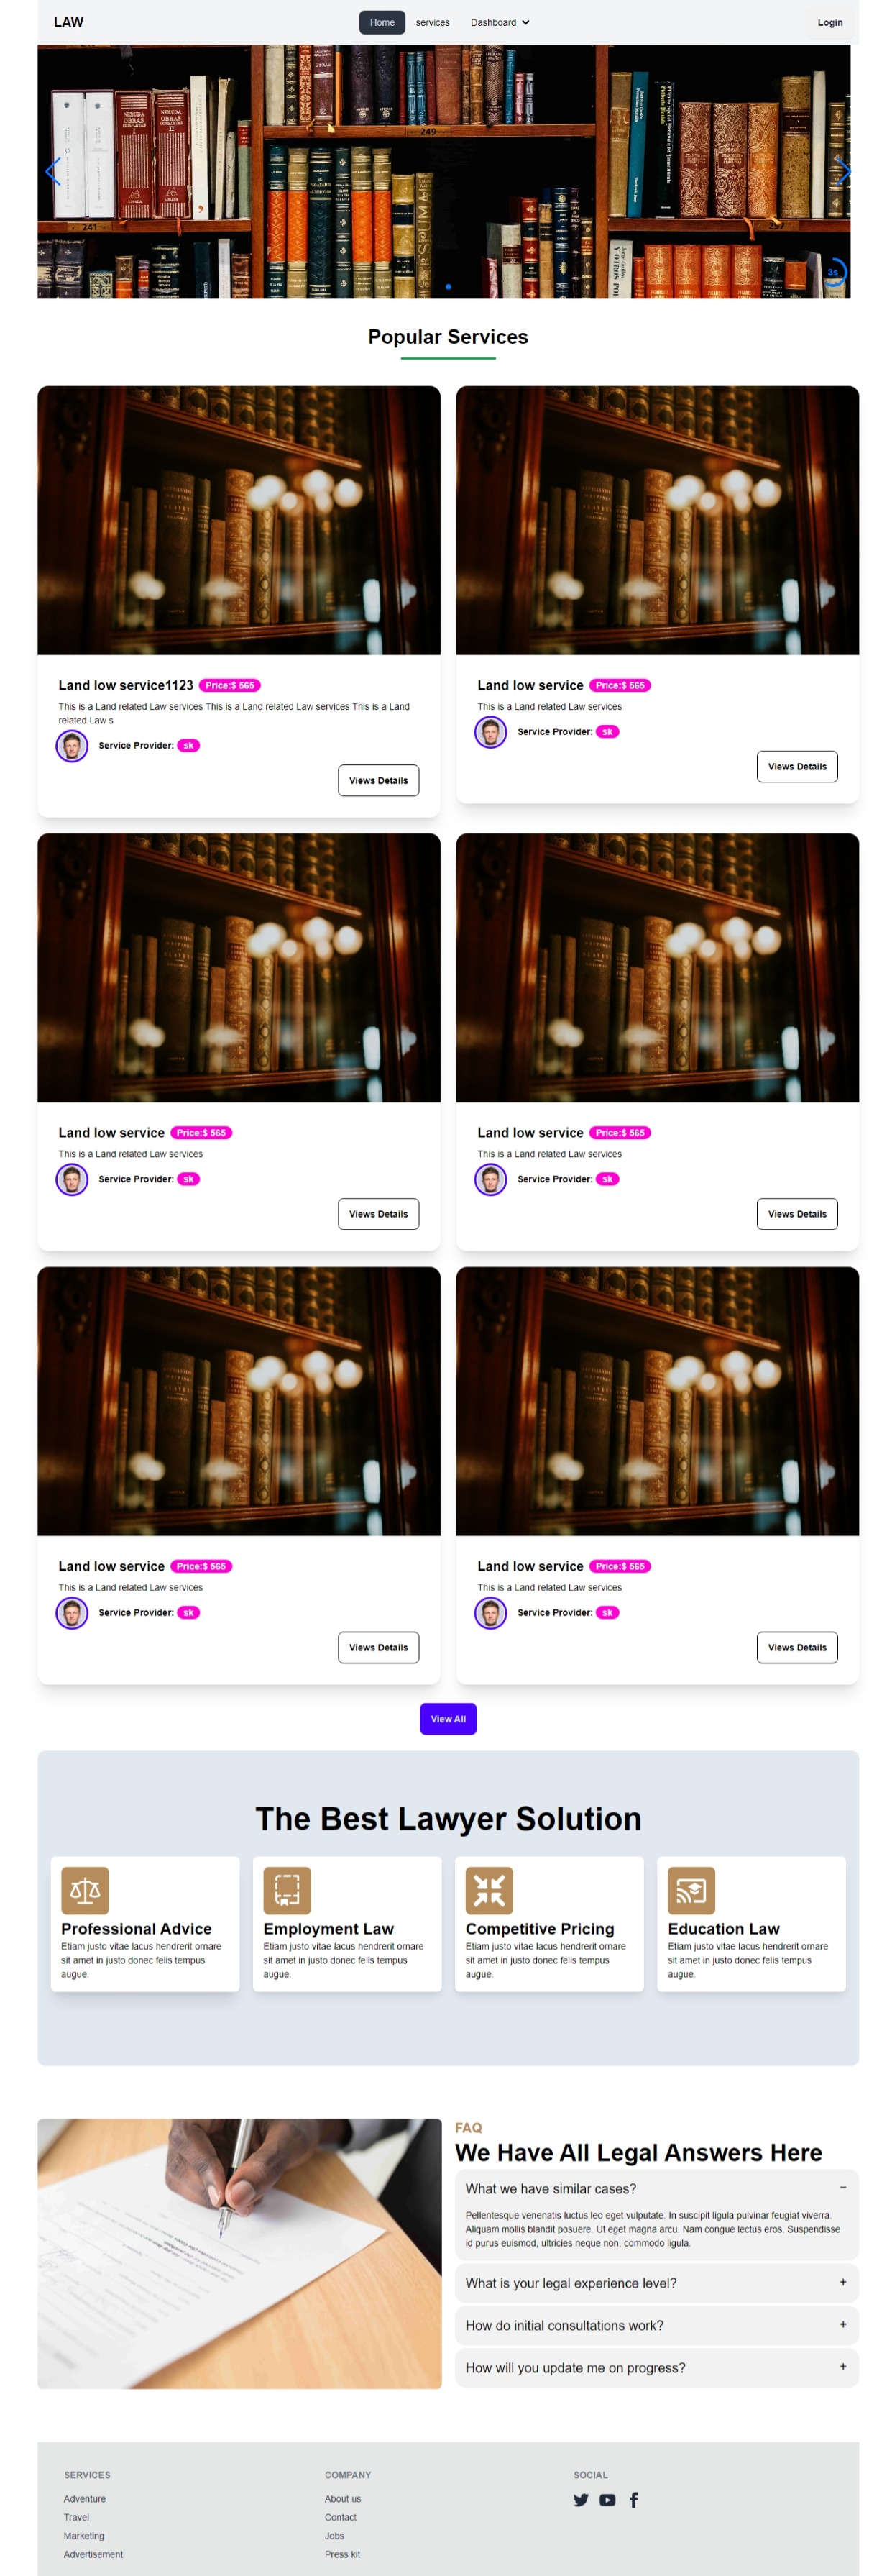 LAW
Home
services
Dashboard
Login
NERUDA
OBRAS
COMPLETAS
NERUDA
OBRAS
COMPLETAS
II
LOSADA
LOSADA
OBRAS
241
249
257
3s
Popular Services
Land low service1123 Price:$ 565
This is a Land related Law services This is a Land related Law services This is a Land
related Law s
Service Provider: sk
Views Details
Land low service Price:$ 565
This is a Land related Law services
Service Provider: sk
Views Details
Land low service Price:$ 565
This is a Land related Law services
Service Provider: sk
Views Details
Land low service Price:$ 565
This is a Land related Law services
Service Provider: sk
Views Details
Land low service Price:$ 565
This is a Land related Law services
Service Provider: sk
Views Details
Land low service Price:$ 565
This is a Land related Law services
Service Provider: sk
Views Details
View All
The Best Lawyer Solution
Professional Advice
Etiam justo vitae lacus hendrerit ornare
sit amet in justo donec felis tempus
augue.
Employment Law
Etiam justo vitae lacus hendrerit ornare
sit amet in justo donec felis tempus
augue.
Competitive Pricing
Etiam justo vitae lacus hendrerit ornare
sit amet in justo donec felis tempus
augue.
Education Law
Etiam justo vitae lacus hendrerit ornare
sit amet in justo donec felis tempus
augue.
FAQ
We Have All Legal Answers Here
What we have similar cases?
−
Pellentesque venenatis luctus leo eget vulputate. In suscipit ligula pulvinar feugiat viverra.
Aliquam mollis blandit posuere. Ut eget magna arcu. Nam congue lectus eros. Suspendisse
id purus euismod, ultricies neque non, commodo ligula.
What is your legal experience level?
+
How do initial consultations work?
+
How will you update me on progress?
+
SERVICES
Adventure
Travel
Marketing
Advertisement
COMPANY
About us
Contact
Jobs
Press kit
SOCIAL